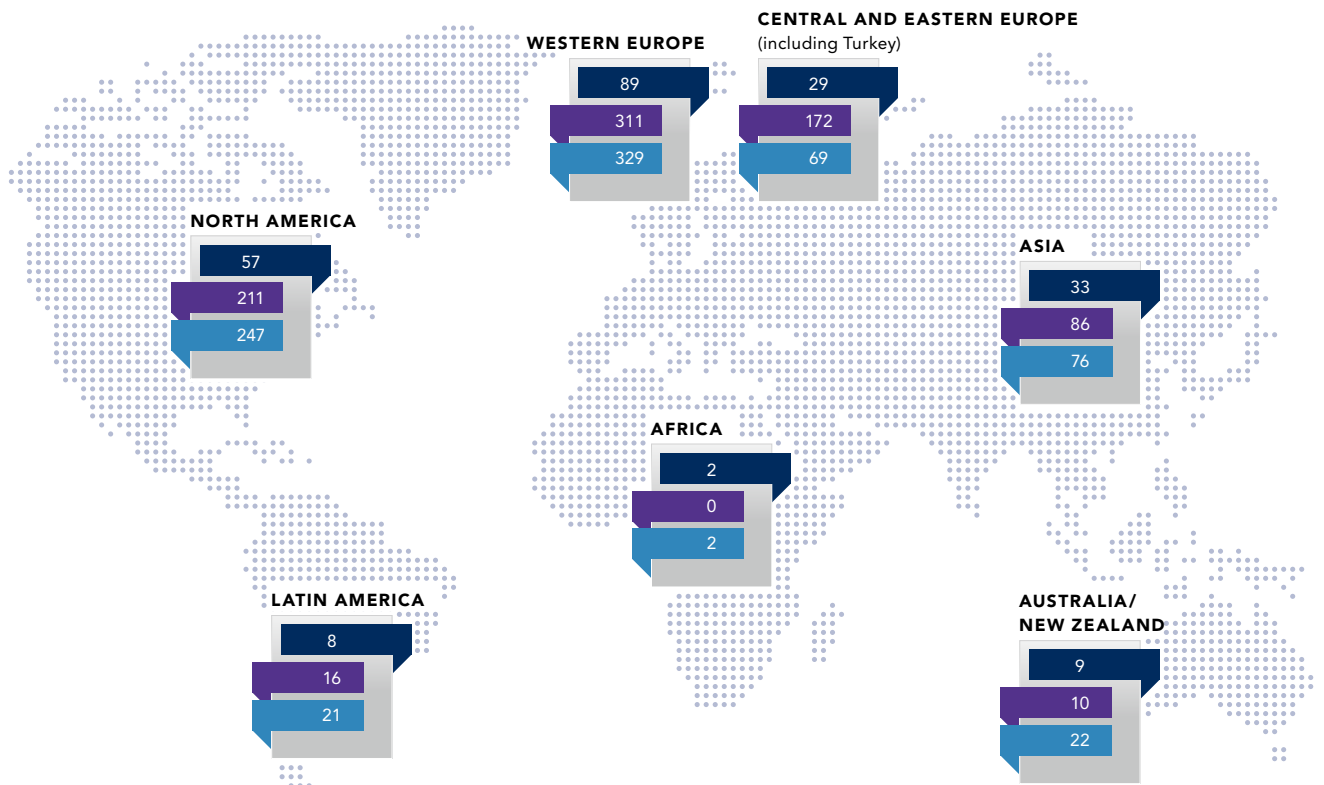 CENTRAL AND EASTERN EUROPE
(including Turkey)
29
172
69
WESTERN EUROPE
89
311
329
NORTH AMERICA
57
211
247
ASIA
33
86
76
AFRICA
2
0
2
LATIN AMERICA
8
16
21
AUSTRALIA/
NEW ZEALAND
9
10
22